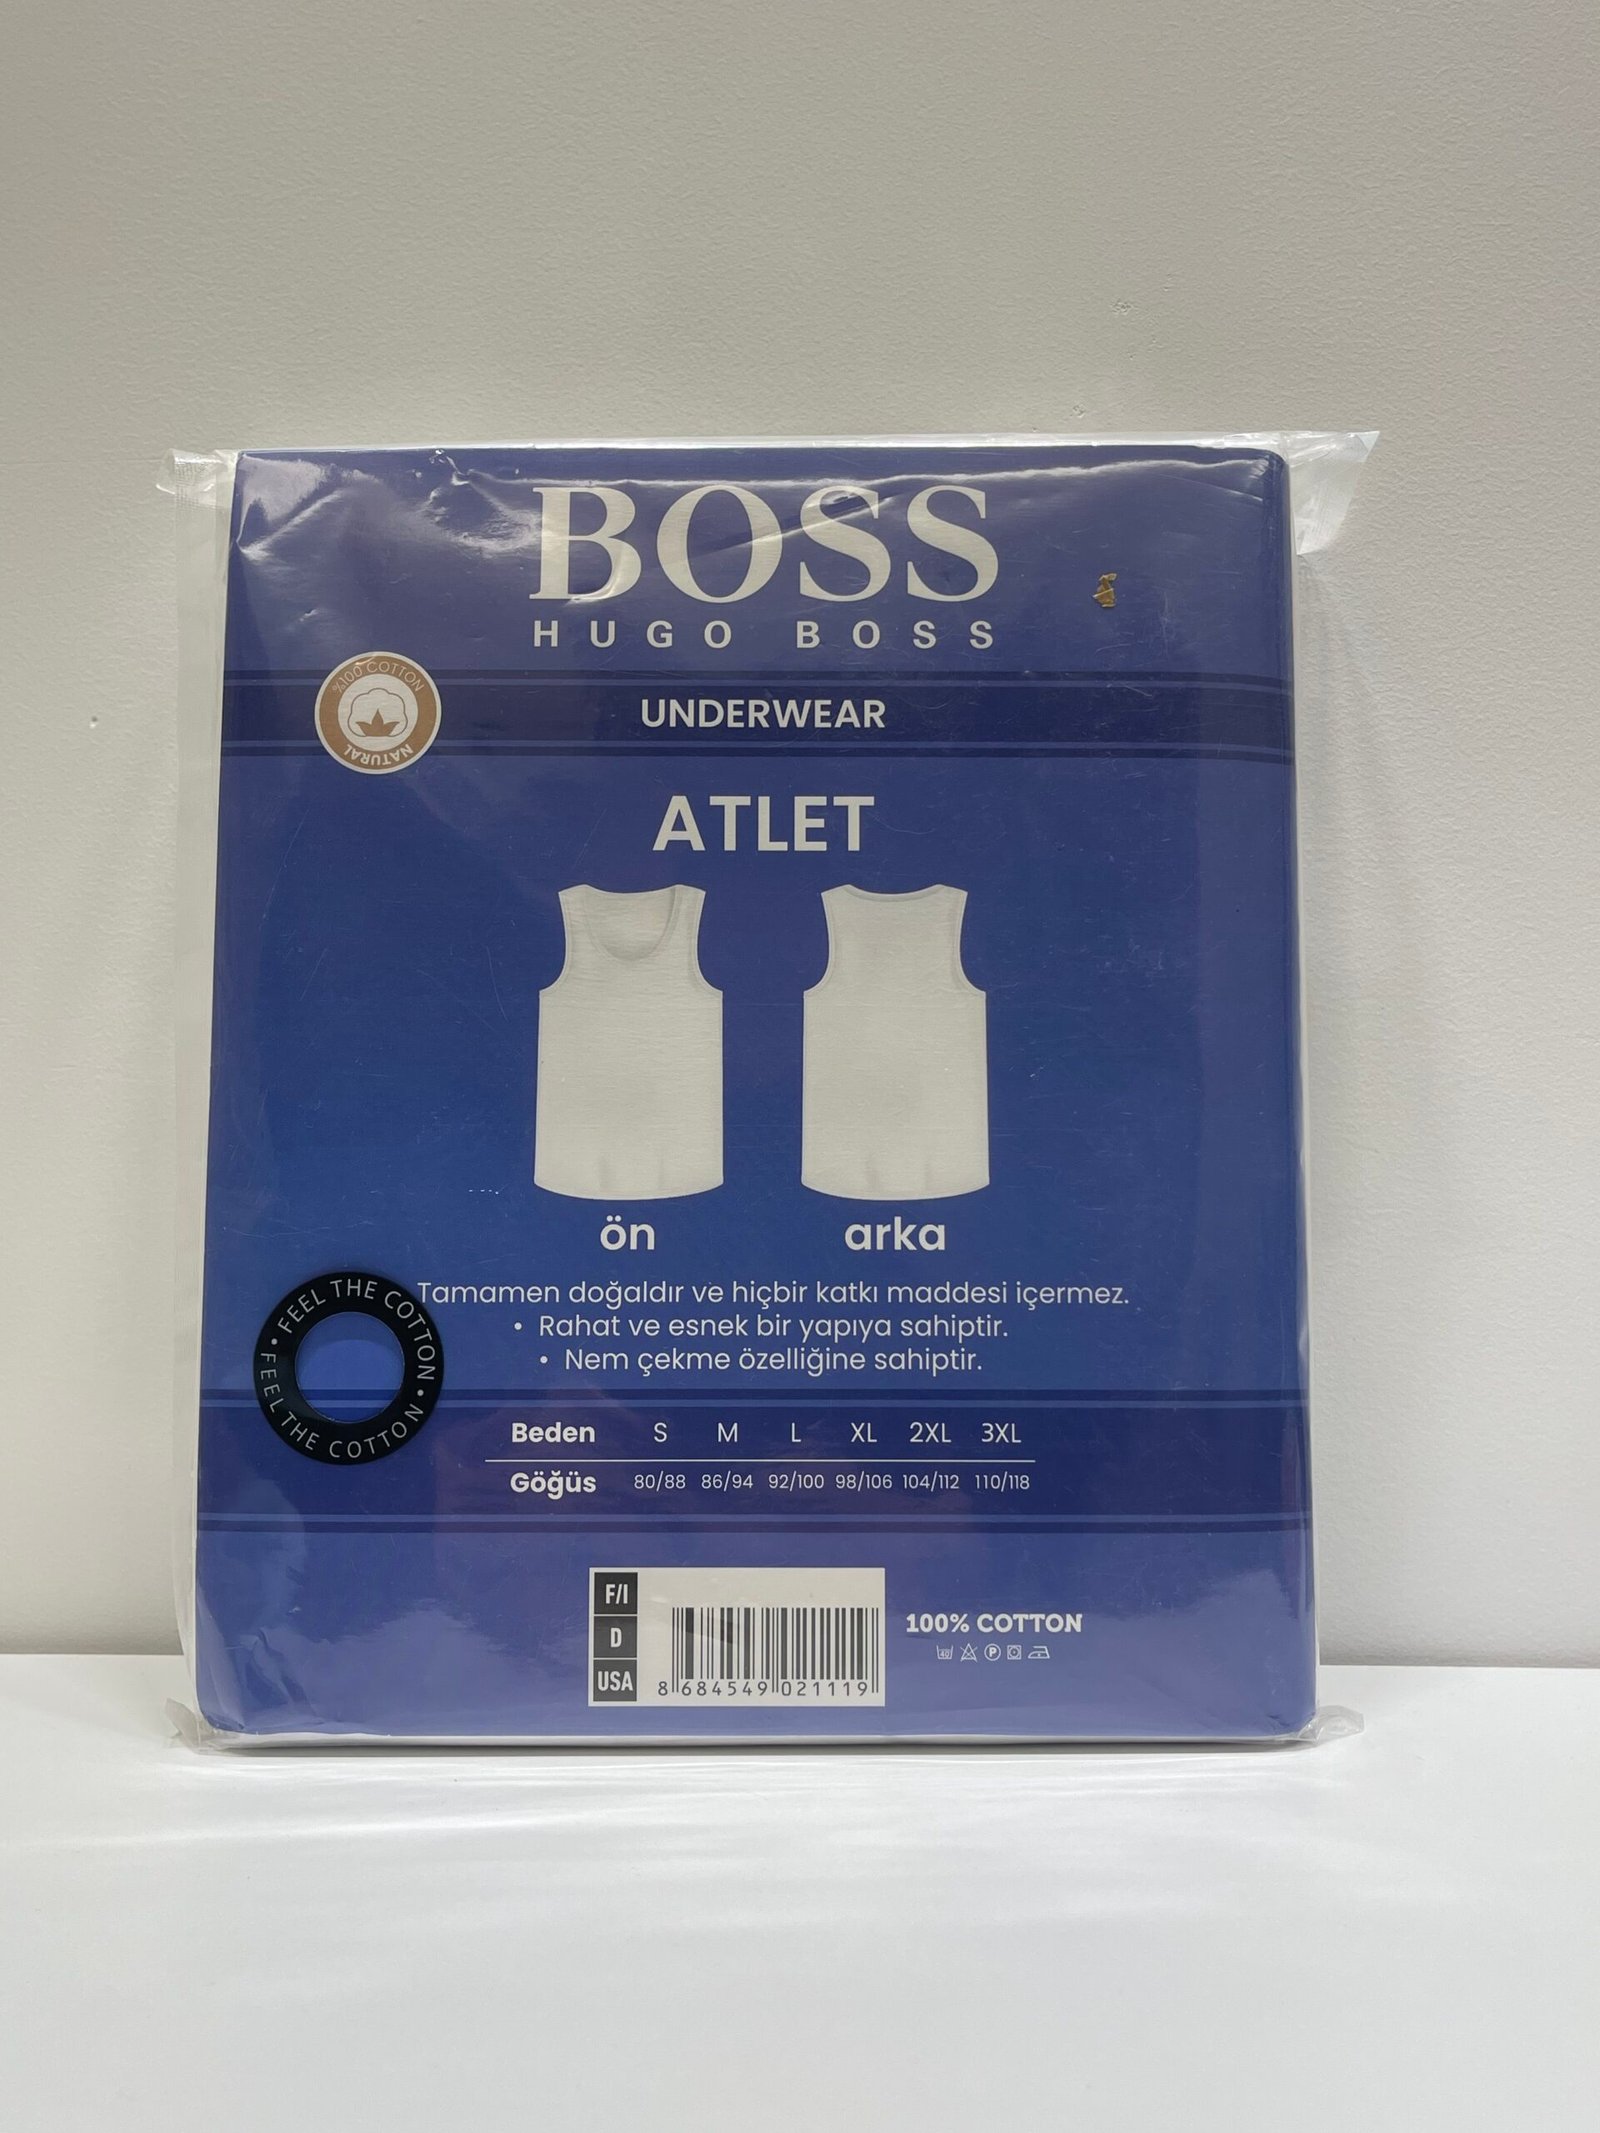 BOSS
HUGO BOSS
%100 COTTON
NATURAL
UNDERWEAR
ATLET
ön arka
• FEEL THE COTTON • FEEL THE COTTON
Tamamen doğaldır ve hiçbir katkı maddesi içermez.
• Rahat ve esnek bir yapıya sahiptir.
• Nem çekme özelliğine sahiptir.
Beden S M L XL 2XL 3XL
Göğüs 80/88 86/94 92/100 98/106 104/112 110/118
F/I
D
USA
8 684549 021119
100% COTTON
40 P